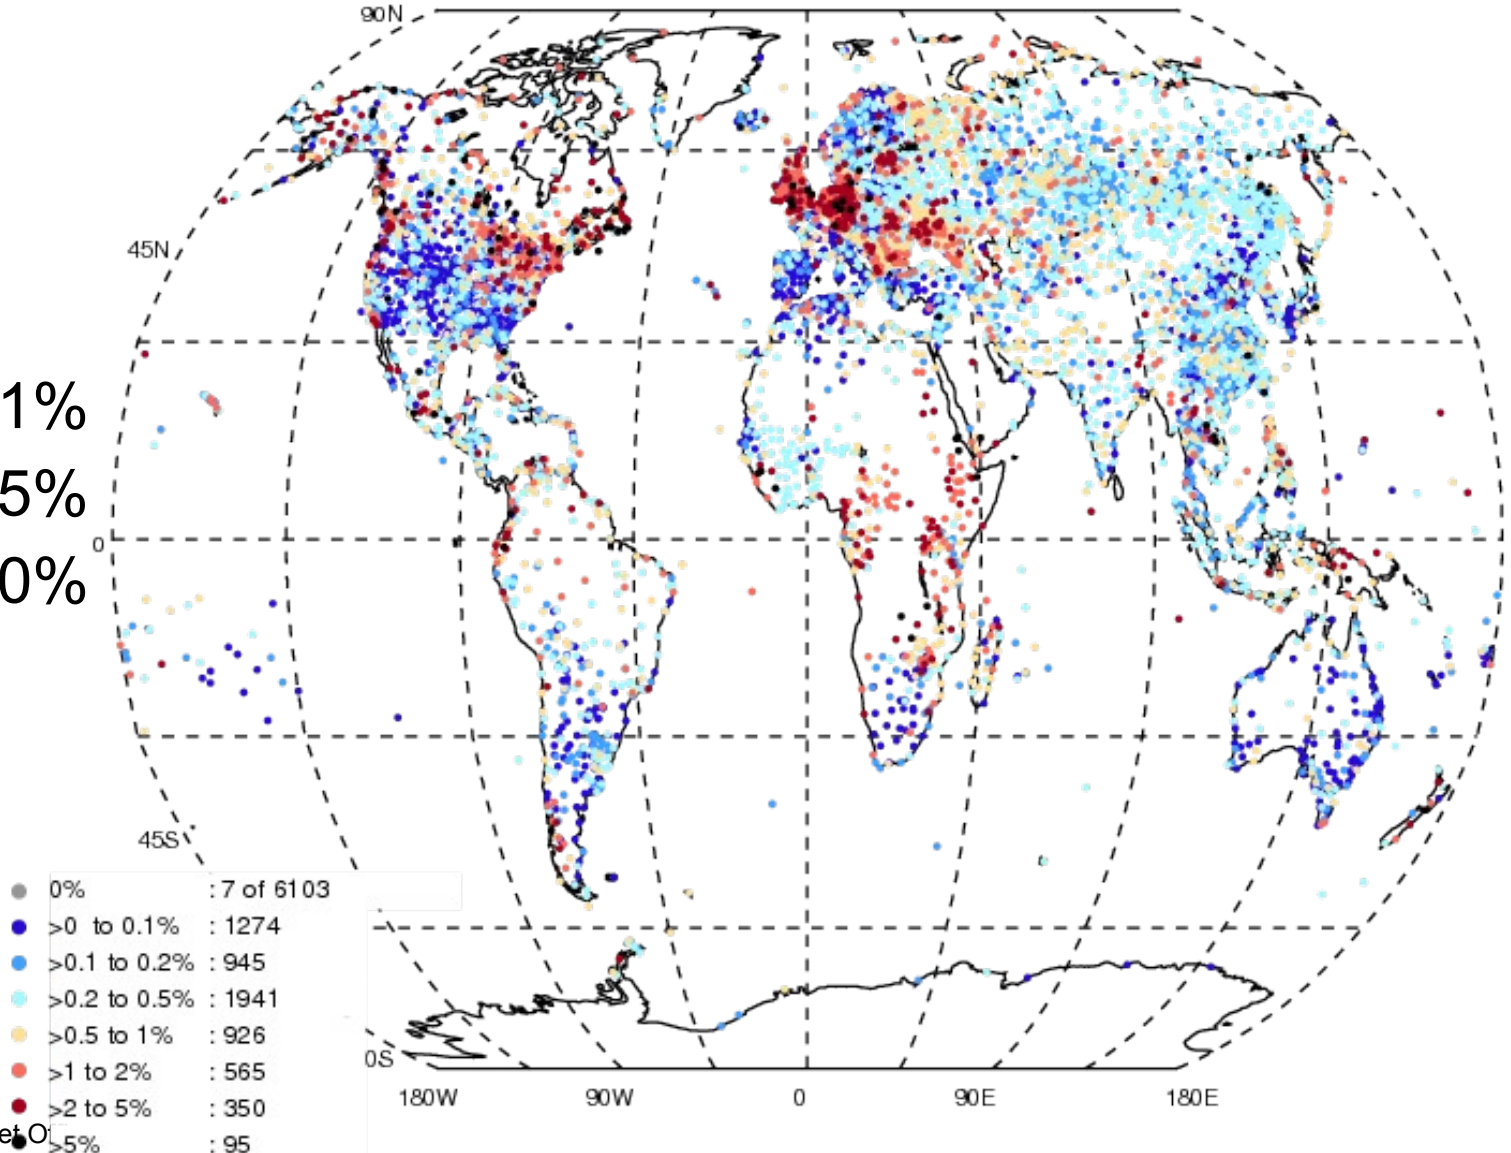 90N
45N
1%
5%
0
0%
45S
0% : 7 of 6103
>0 to 0.1% : 1274
>0.1 to 0.2% : 945
>0.2 to 0.5% : 1941
>0.5 to 1% : 926
0S
>1 to 2% : 565
180W 90W 0 90E 180E
>2 to 5% : 350
et O
>5% : 95